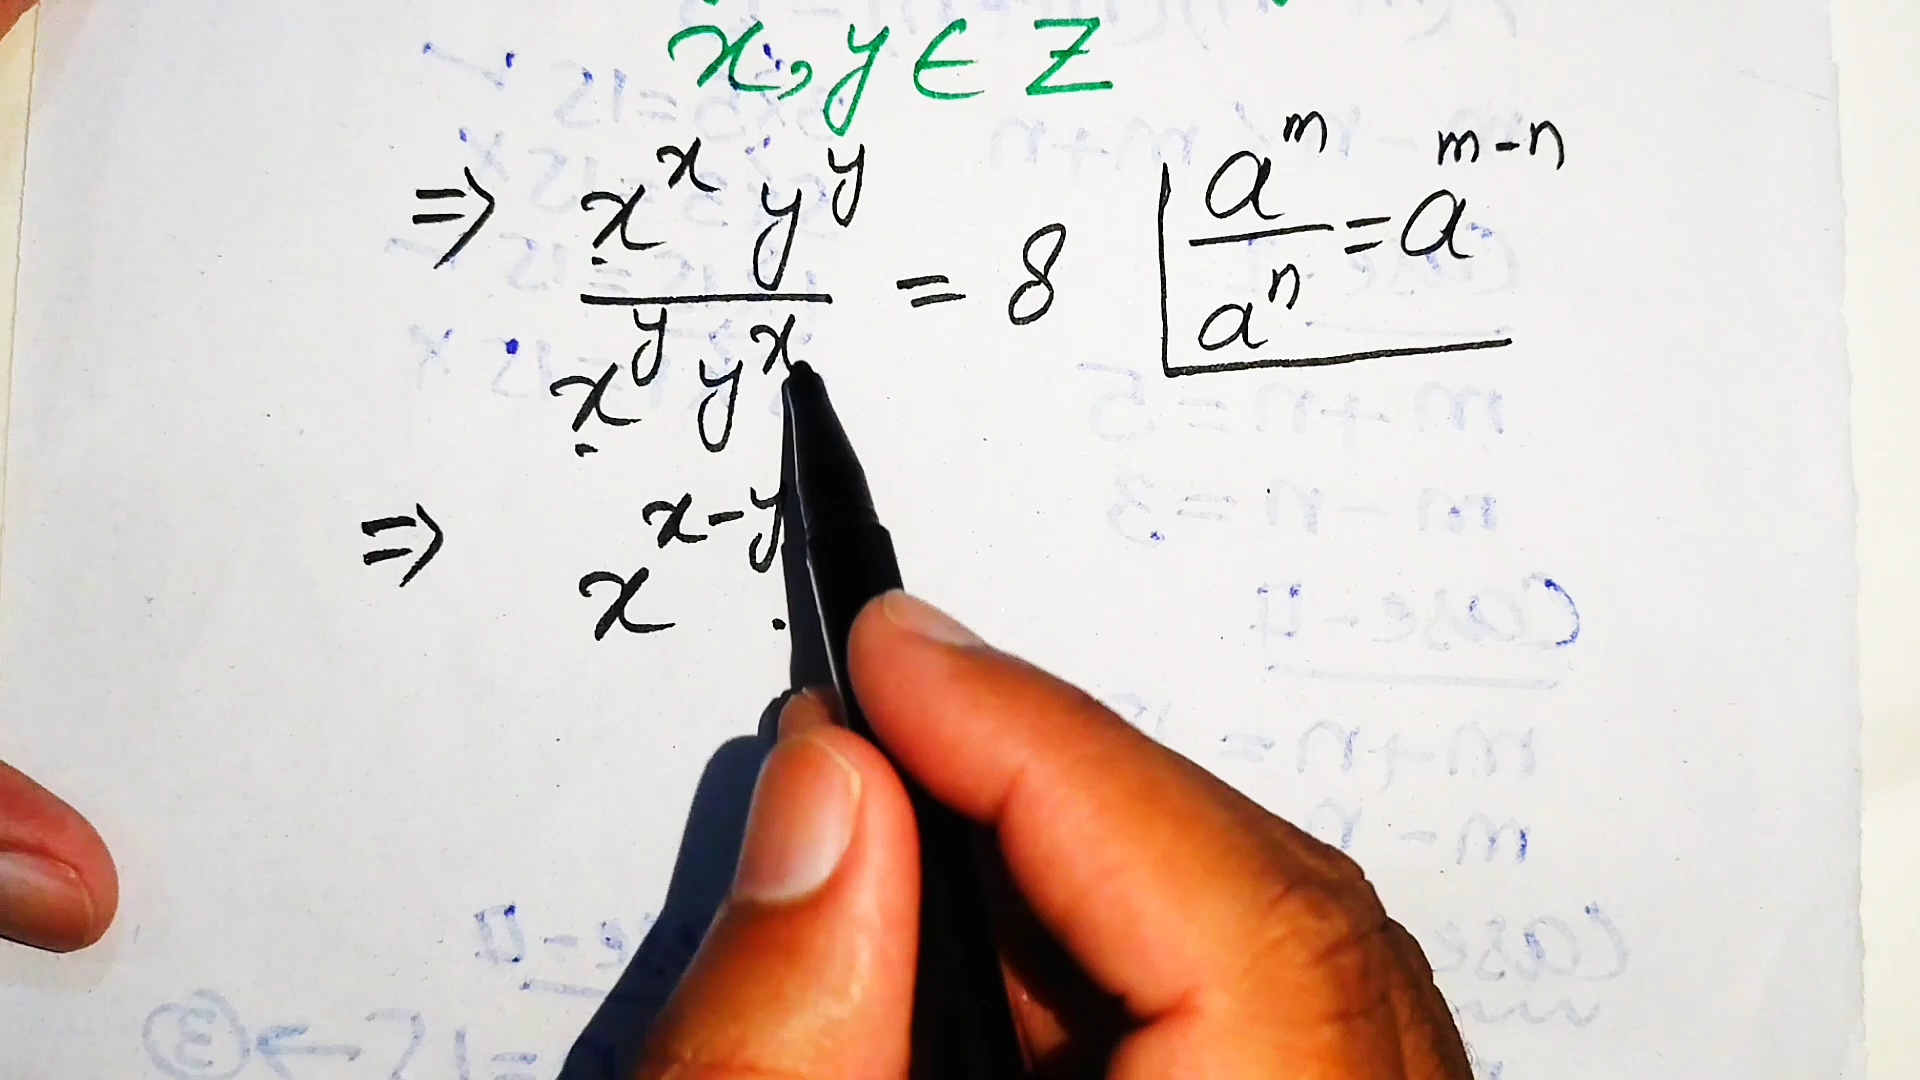 x, y ∈ Z
⇒ x^x y^y / x^y y^x = 8
a^m / a^n = a^(m-n)
⇒ x^(x-y) .